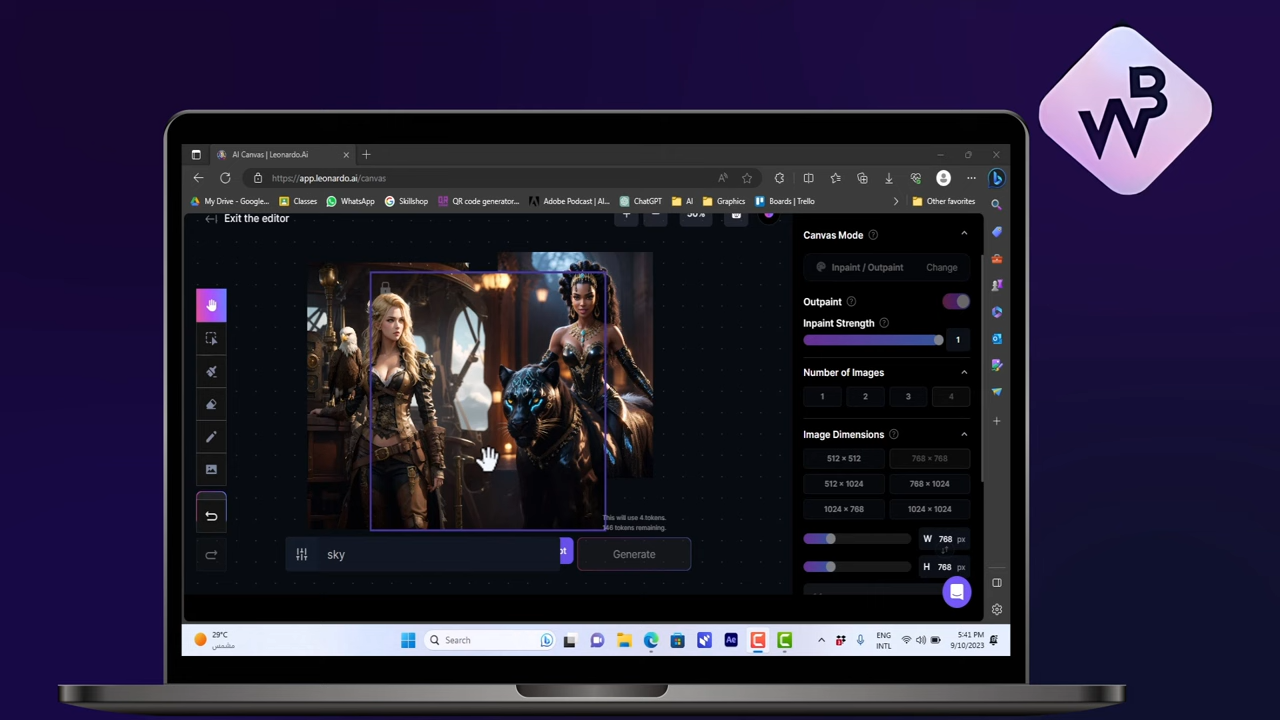 WB
AI Canvas | Leonardo.Ai
https://app.leonardo.ai/canvas
My Drive - Google... Classes WhatsApp Skillshop QR code generator... Adobe Podcast | AI... ChatGPT AI Graphics Boards | Trello Other favorites
Exit the editor
Canvas Mode
Inpaint / Outpaint Change
Outpaint
Inpaint Strength
1
Number of Images
1 2 3 4
Image Dimensions
512 × 512 768 × 768
512 × 1024 768 × 1024
1024 × 768 1024 × 1024
W 768 px
H 768 px
This will use 4 tokens.
146 tokens remaining.
sky
Generate
29°C
مشمس
Search
Ae
ENG
INTL
5:41 PM
9/10/2023